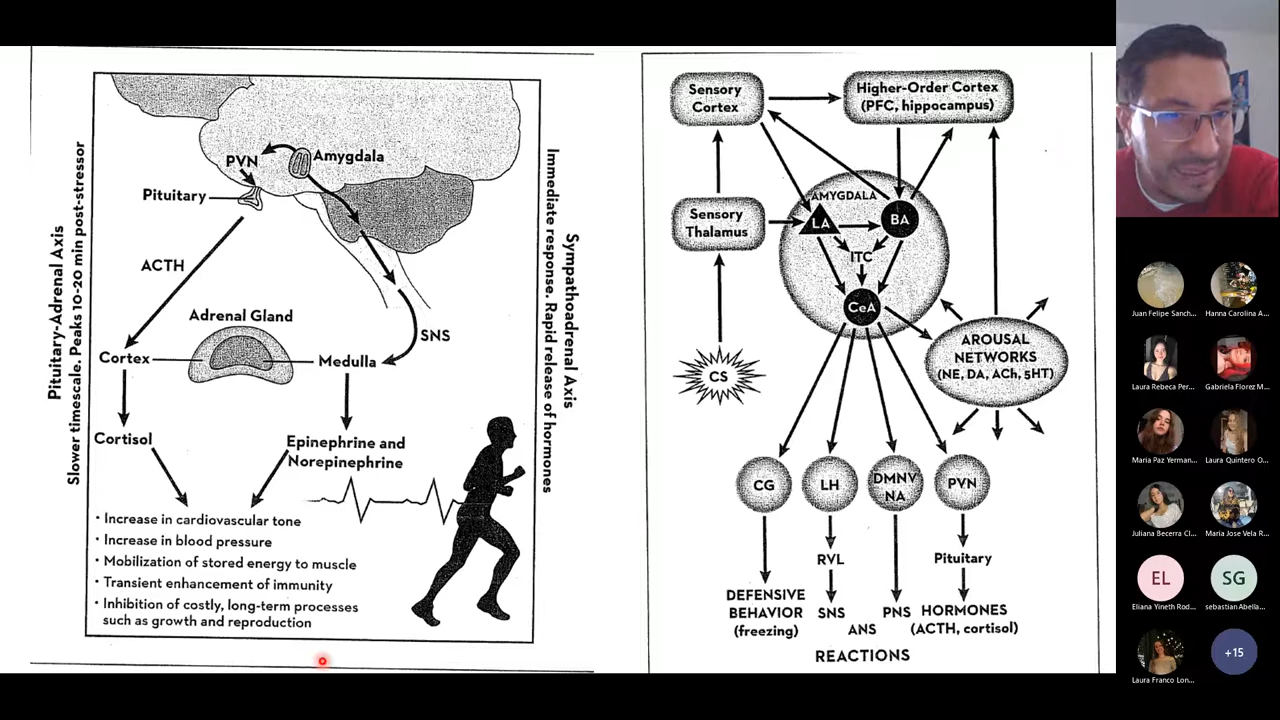 Pituitary-Adrenal Axis
Slower timescale. Peaks 10-20 min post-stressor
PVN
Amygdala
Pituitary
ACTH
Adrenal Gland
SNS
Cortex
Medulla
Cortisol
Epinephrine and
Norepinephrine
• Increase in cardiovascular tone
• Increase in blood pressure
• Mobilization of stored energy to muscle
• Transient enhancement of immunity
• Inhibition of costly, long-term processes
such as growth and reproduction
Sympathoadrenal Axis
Immediate response. Rapid release of hormones
Sensory
Cortex
Higher-Order Cortex
(PFC, hippocampus)
AMYGDALA
Sensory
Thalamus
LA
BA
ITC
CeA
CS
AROUSAL
NETWORKS
(NE, DA, ACh, 5HT)
CG
LH
DMNV
NA
PVN
RVL
Pituitary
DEFENSIVE
BEHAVIOR
(freezing)
SNS
PNS
ANS
HORMONES
(ACTH, cortisol)
REACTIONS
Juan Felipe Sanch...
Hanna Carolina A...
Laura Rebeca Per...
Gabriela Florez M...
Maria Paz Yerman...
Laura Quintero O...
Juliana Becerra Cl...
Maria Jose Vela R...
EL
SG
Eliana Yineth Rod...
sebastian Abella...
+15
Laura Franco Lon...